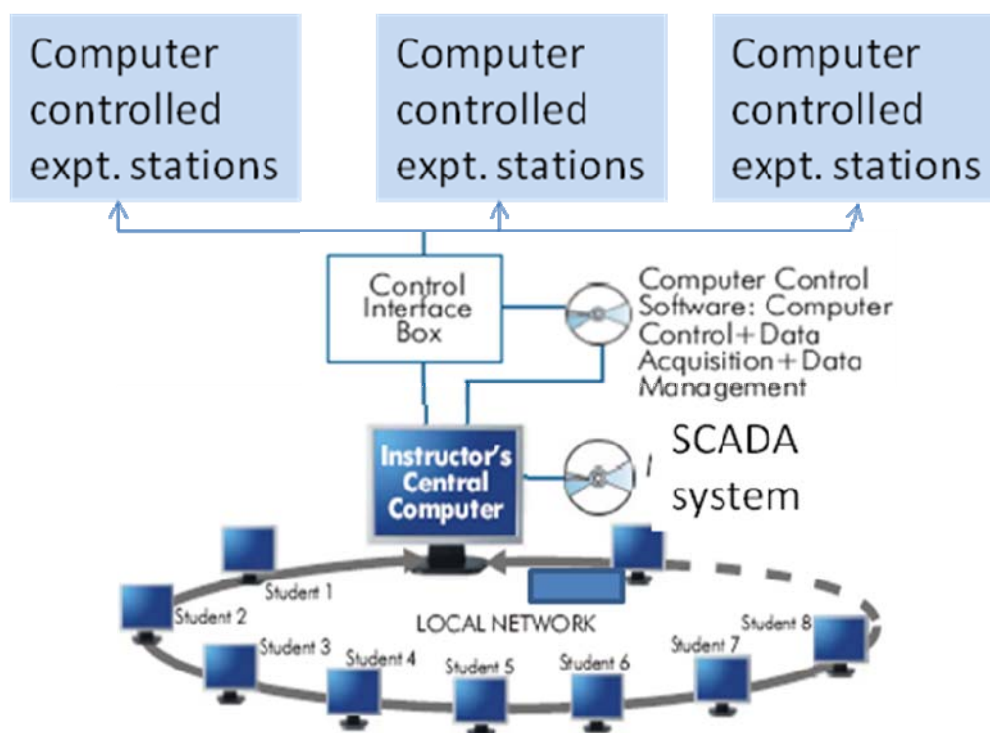 Computer
controlled
expt. stations
Computer
controlled
expt. stations
Computer
controlled
expt. stations
Control
Interface
Box
Computer Control
Software: Computer
Control+Data
Acquisition+Data
Management
Instructor's
Central
Computer
SCADA
system
Student 1
Student 2
Student 3
Student 4
Student 5
Student 6
Student 7
Student 8
LOCAL NETWORK